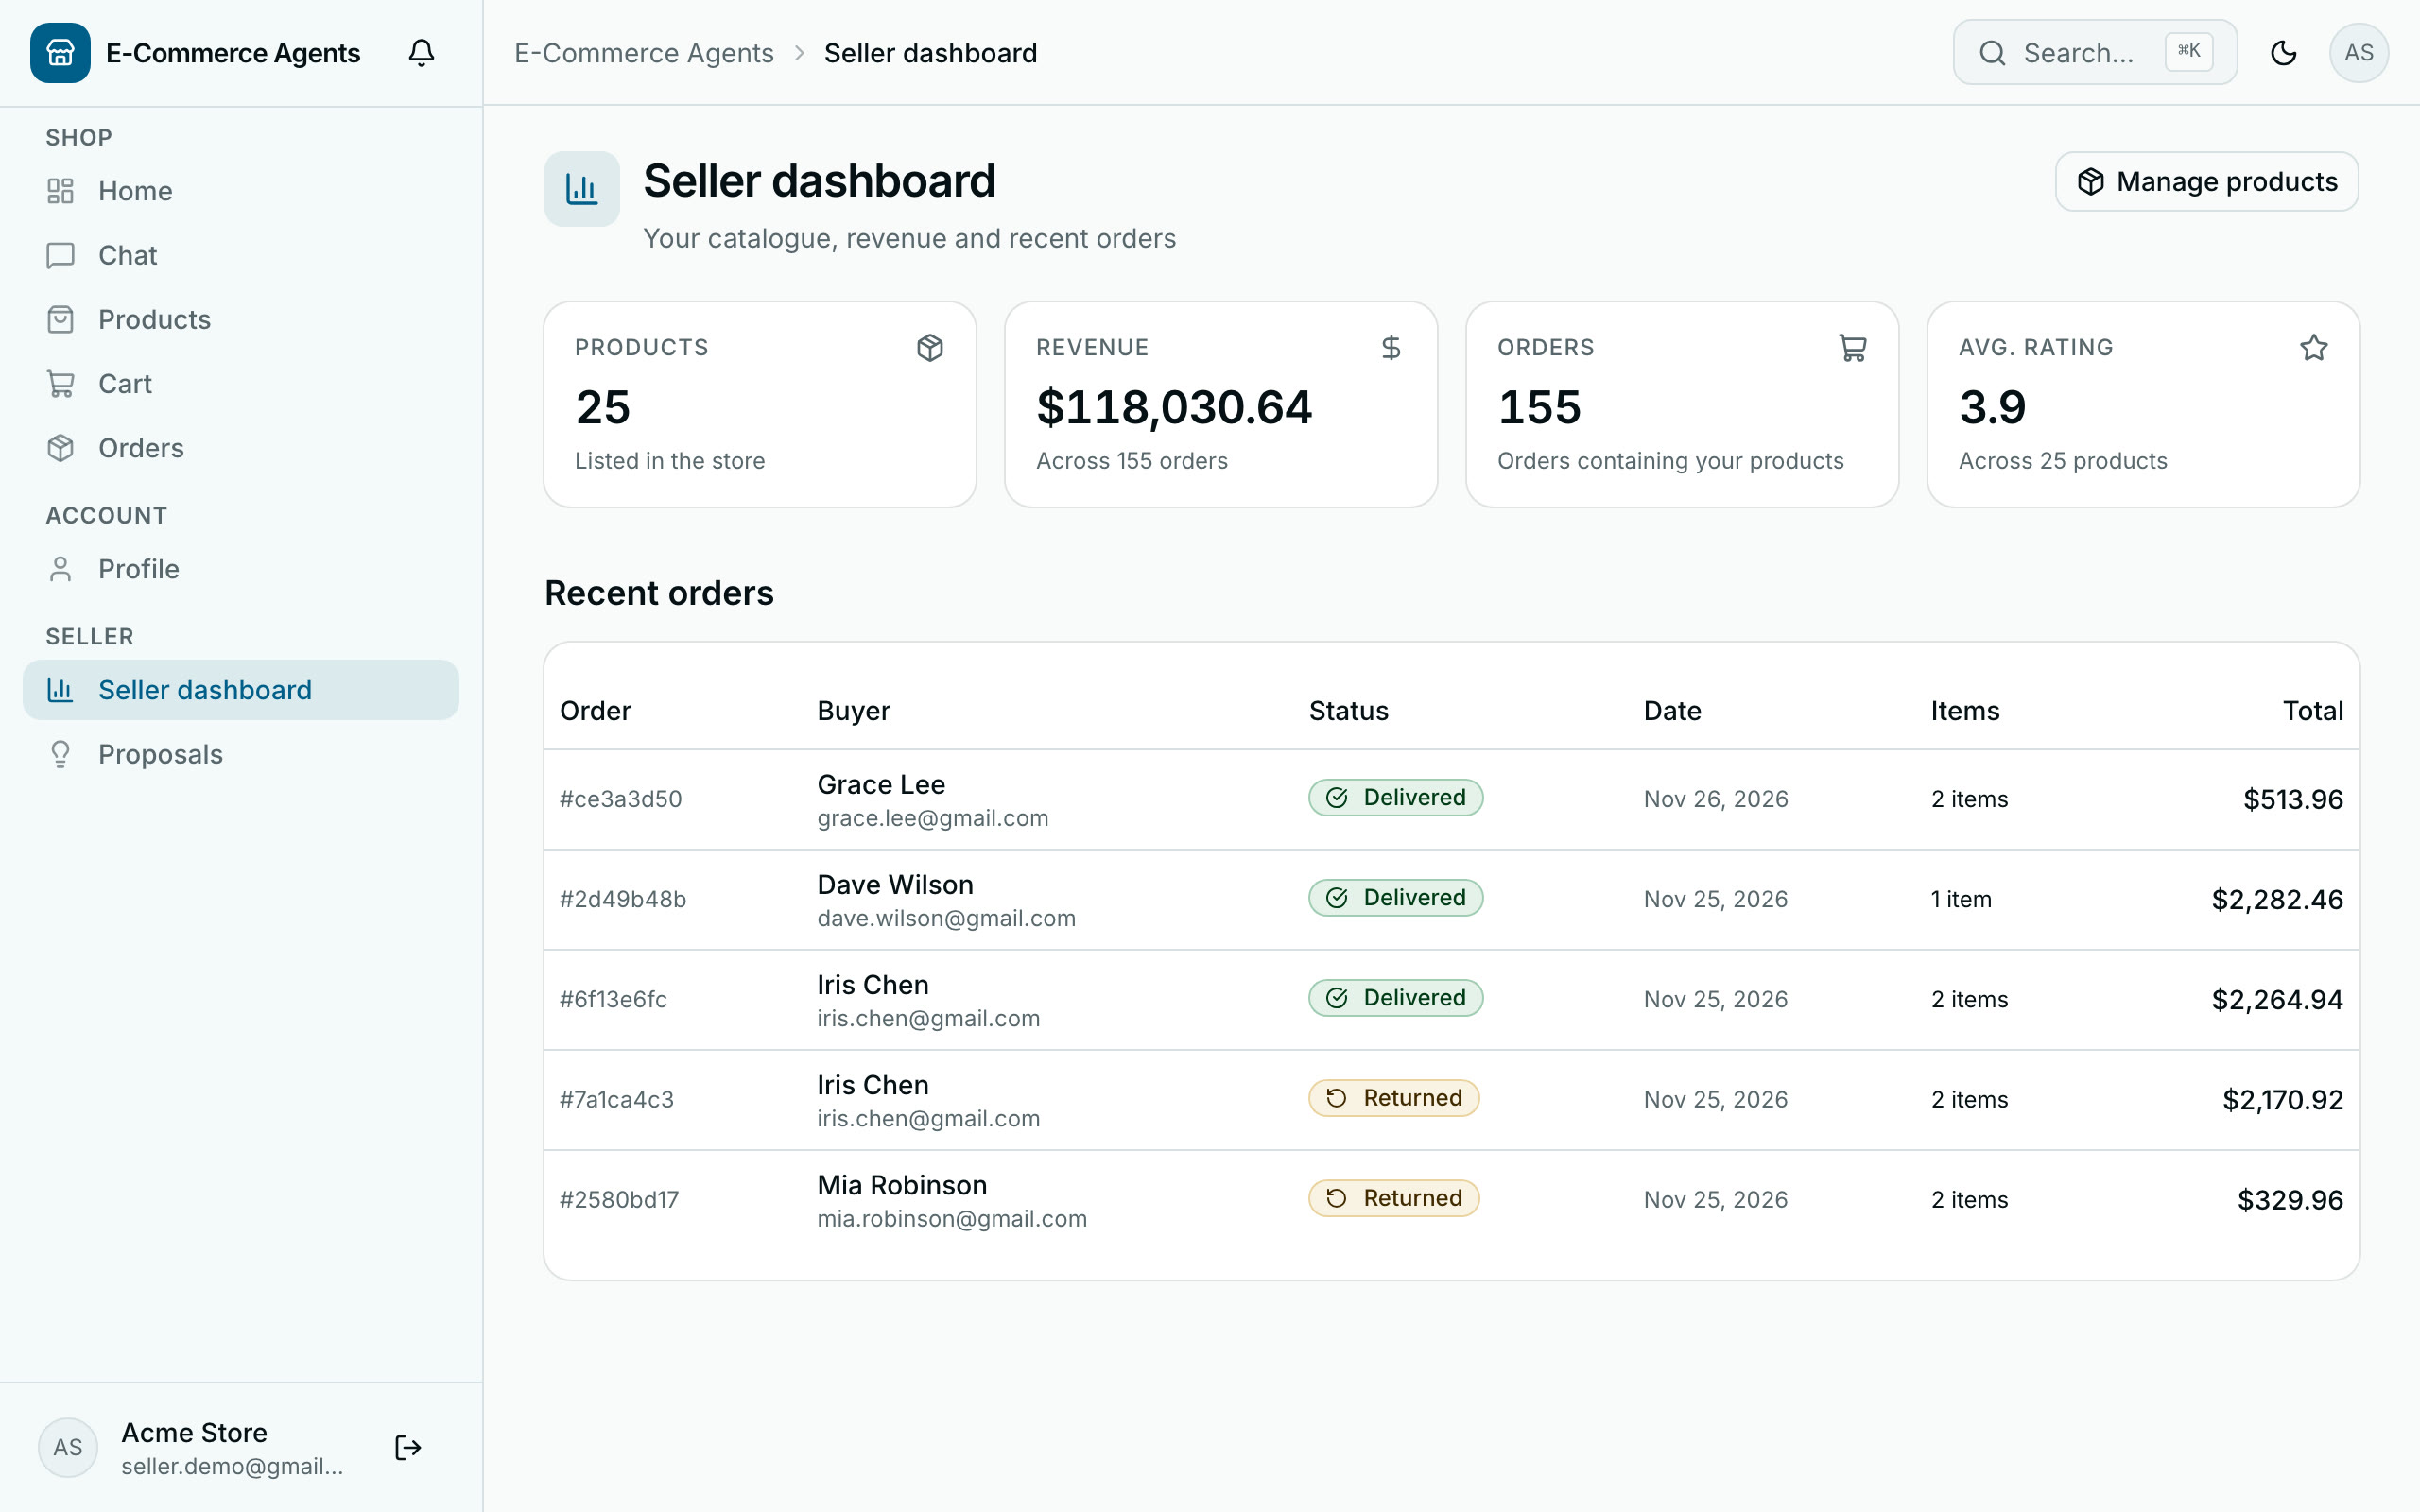 E-Commerce Agents
SHOP
Home
Chat
Products
Cart
Orders
ACCOUNT
Profile
SELLER
Seller dashboard
Proposals
Acme Store
AS
seller.demo@gmail...
E-Commerce Agents > Seller dashboard
Search... ⌘K
AS
Seller dashboard
Your catalogue, revenue and recent orders
Manage products
PRODUCTS
25
Listed in the store
REVENUE
$118,030.64
Across 155 orders
ORDERS
155
Orders containing your products
AVG. RATING
3.9
Across 25 products
Recent orders
Order Buyer Status Date Items Total
#ce3a3d50 Grace Lee Delivered Nov 26, 2026 2 items $513.96
grace.lee@gmail.com
#2d49b48b Dave Wilson Delivered Nov 25, 2026 1 item $2,282.46
dave.wilson@gmail.com
#6f13e6fc Iris Chen Delivered Nov 25, 2026 2 items $2,264.94
iris.chen@gmail.com
#7a1ca4c3 Iris Chen Returned Nov 25, 2026 2 items $2,170.92
iris.chen@gmail.com
#2580bd17 Mia Robinson Returned Nov 25, 2026 2 items $329.96
mia.robinson@gmail.com